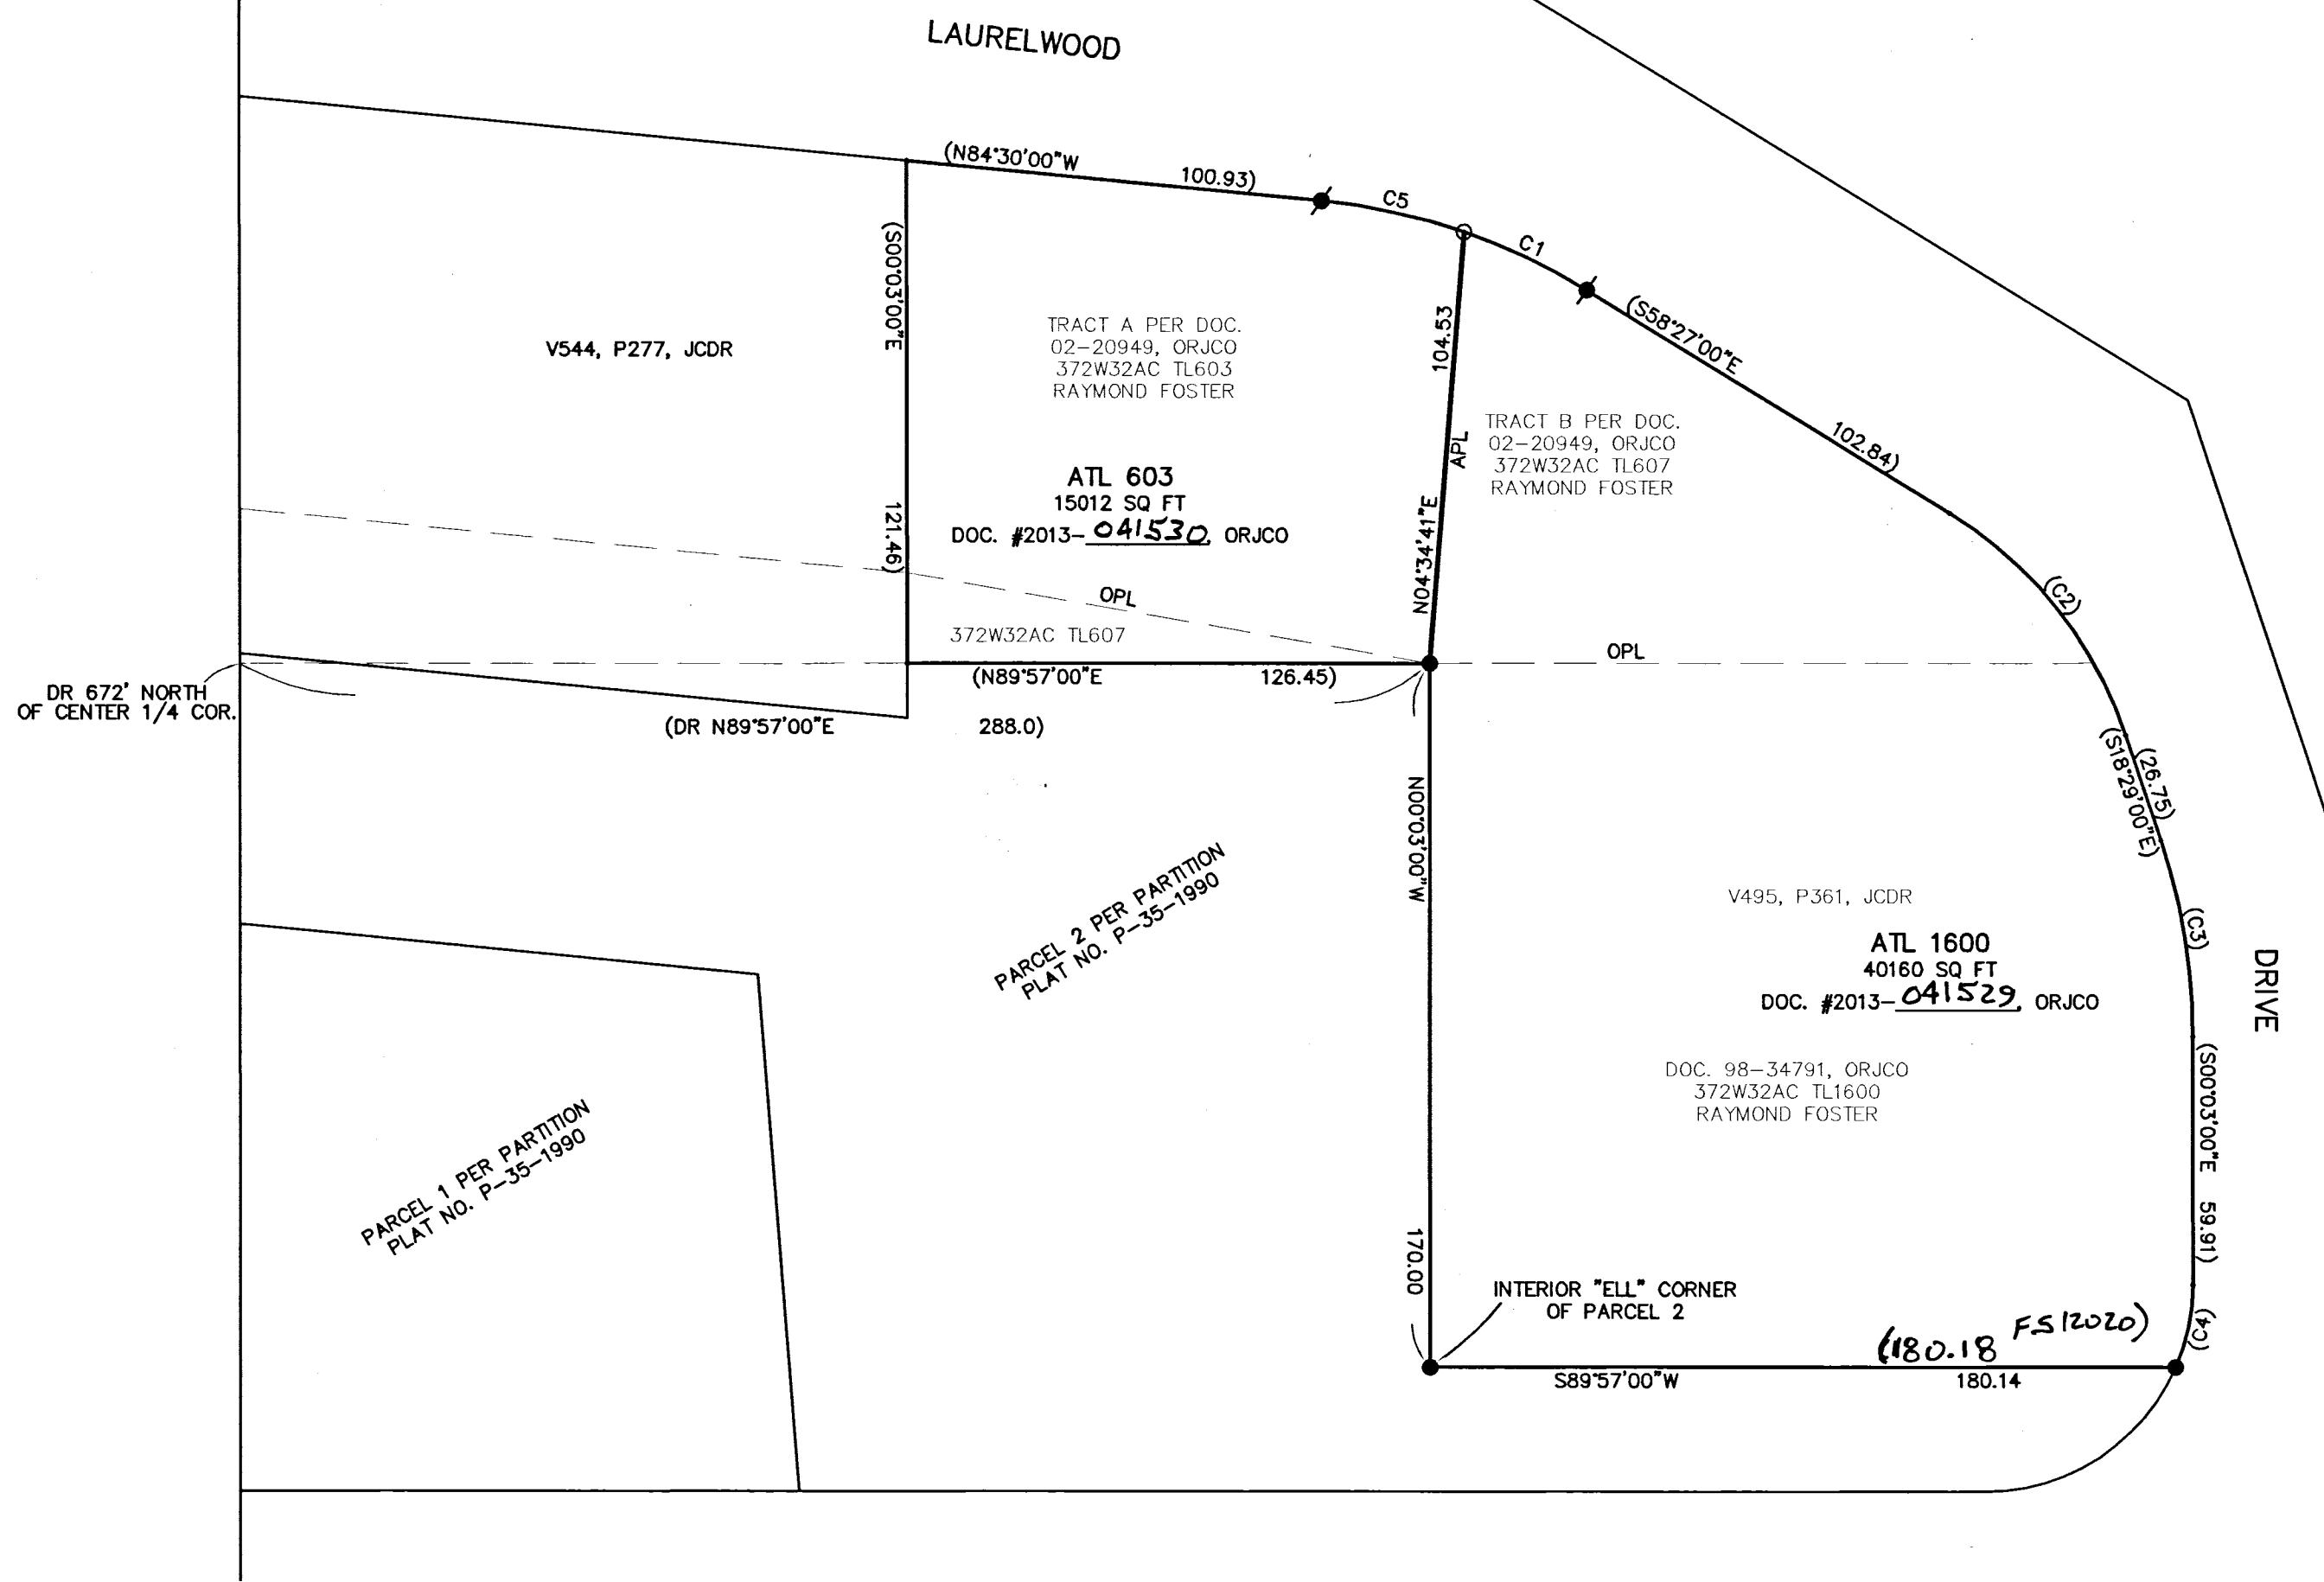 LAURELWOOD
(N84°30'00"W 100.93)
C5
C1
(S00°03'00"E 121.46)
V544, P277, JCDR
TRACT A PER DOC.
02-20949, ORJCO
372W32AC TL603
RAYMOND FOSTER
104.53
APL
N04°34'41"E
(S58°27'00"E 102.84)
TRACT B PER DOC.
02-20949, ORJCO
372W32AC TL607
RAYMOND FOSTER
ATL 603
15012 SQ FT
DOC. #2013-041530, ORJCO
OPL
372W32AC TL607
(C2)
OPL
(N89°57'00"E 126.45)
DR 672' NORTH
OF CENTER 1/4 COR.
(DR N89°57'00"E 288.0)
(26.75)
(S18°29'00"E)
N00°03'00"W 170.00
PARCEL 2 PER PARTITION
PLAT NO. P-35-1990
V495, P361, JCDR
(C3)
ATL 1600
40160 SQ FT
DOC. #2013-041529, ORJCO
DRIVE
DOC. 98-34791, ORJCO
372W32AC TL1600
RAYMOND FOSTER
(S00°03'00"E 59.91)
PARCEL 1 PER PARTITION
PLAT NO. P-35-1990
INTERIOR "ELL" CORNER
OF PARCEL 2
(180.18 FS12020)
(C4)
S89°57'00"W 180.14